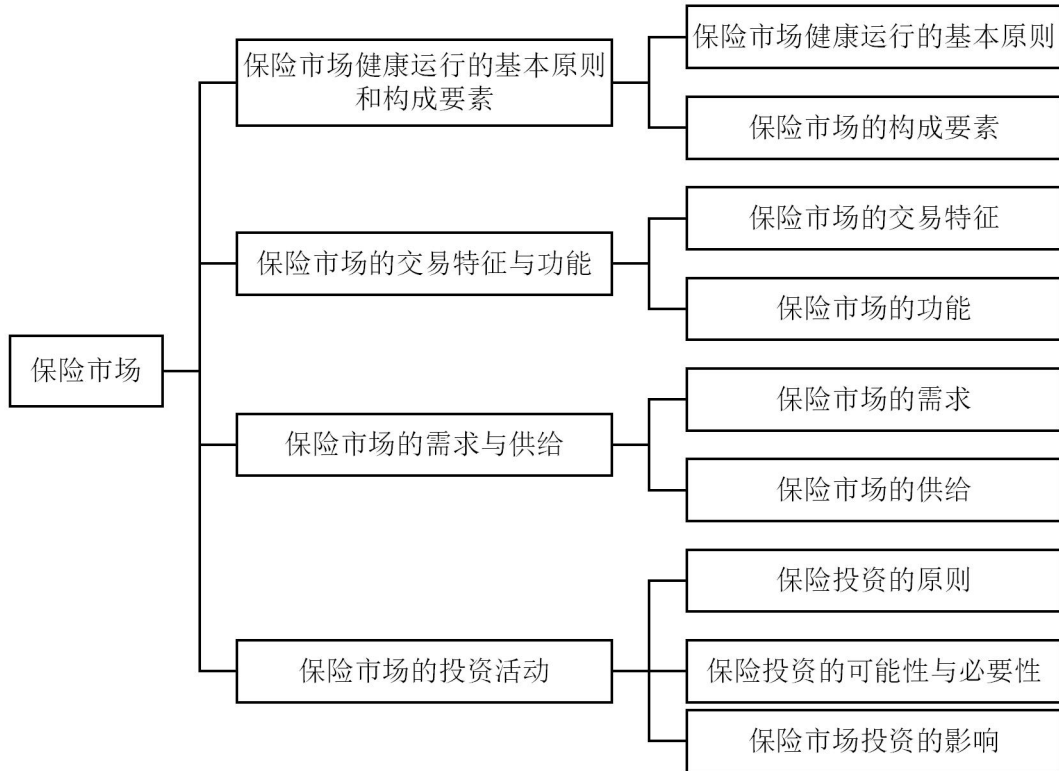 保险市场
保险市场健康运行的基本原则
和构成要素
保险市场健康运行的基本原则
保险市场的构成要素
保险市场的交易特征与功能
保险市场的交易特征
保险市场的功能
保险市场的需求与供给
保险市场的需求
保险市场的供给
保险市场的投资活动
保险投资的原则
保险投资的可能性与必要性
保险市场投资的影响